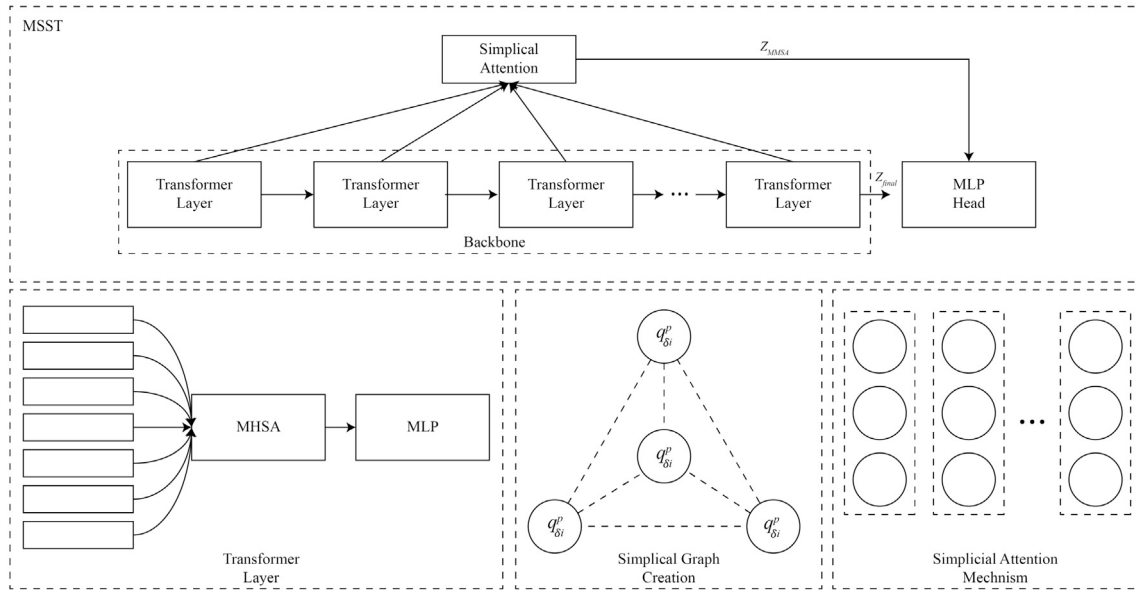 MSST
Simplical
Attention
Z_MMSA
Transformer
Layer
Transformer
Layer
Transformer
Layer
...
Transformer
Layer
Z_final
MLP
Head
Backbone
MHSA
MLP
Transformer
Layer
q^p_δi
q^p_δi
q^p_δi
q^p_δi
Simplical Graph
Creation
...
Simplicial Attention
Mechnism